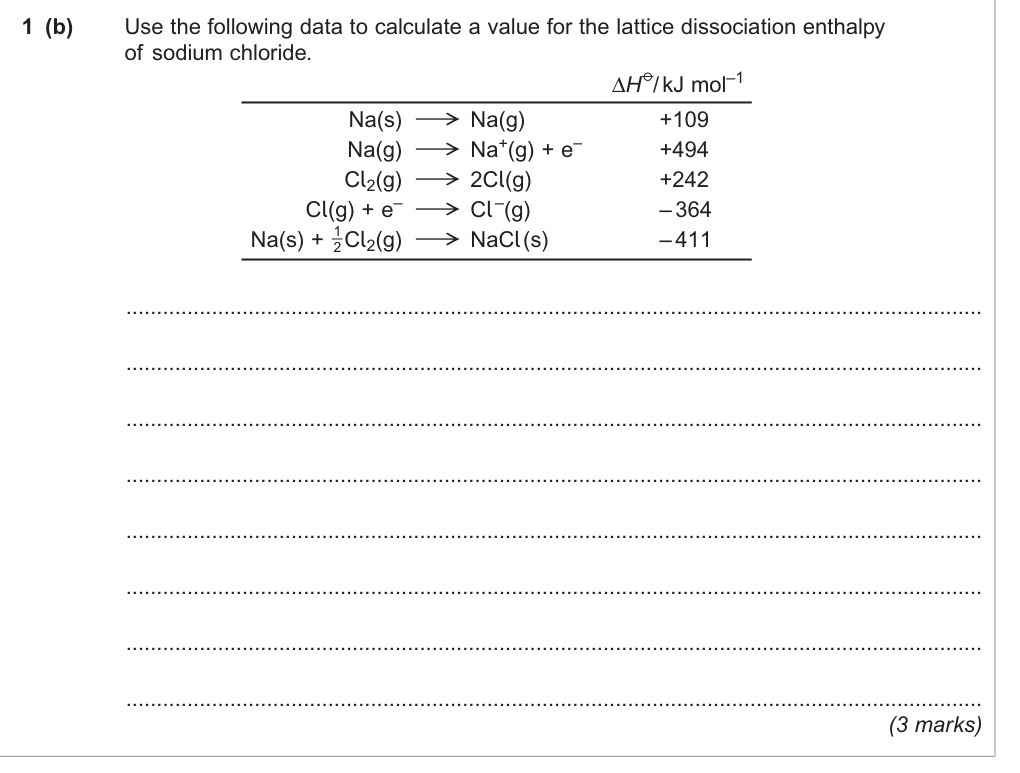 1 (b) Use the following data to calculate a value for the lattice dissociation enthalpy
of sodium chloride.
ΔH⦵/kJ mol⁻¹
Na(s) ⟶ Na(g) +109
Na(g) ⟶ Na⁺(g) + e⁻ +494
Cl₂(g) ⟶ 2Cl(g) +242
Cl(g) + e⁻ ⟶ Cl⁻(g) –364
Na(s) + ½Cl₂(g) ⟶ NaCl(s) –411
(3 marks)